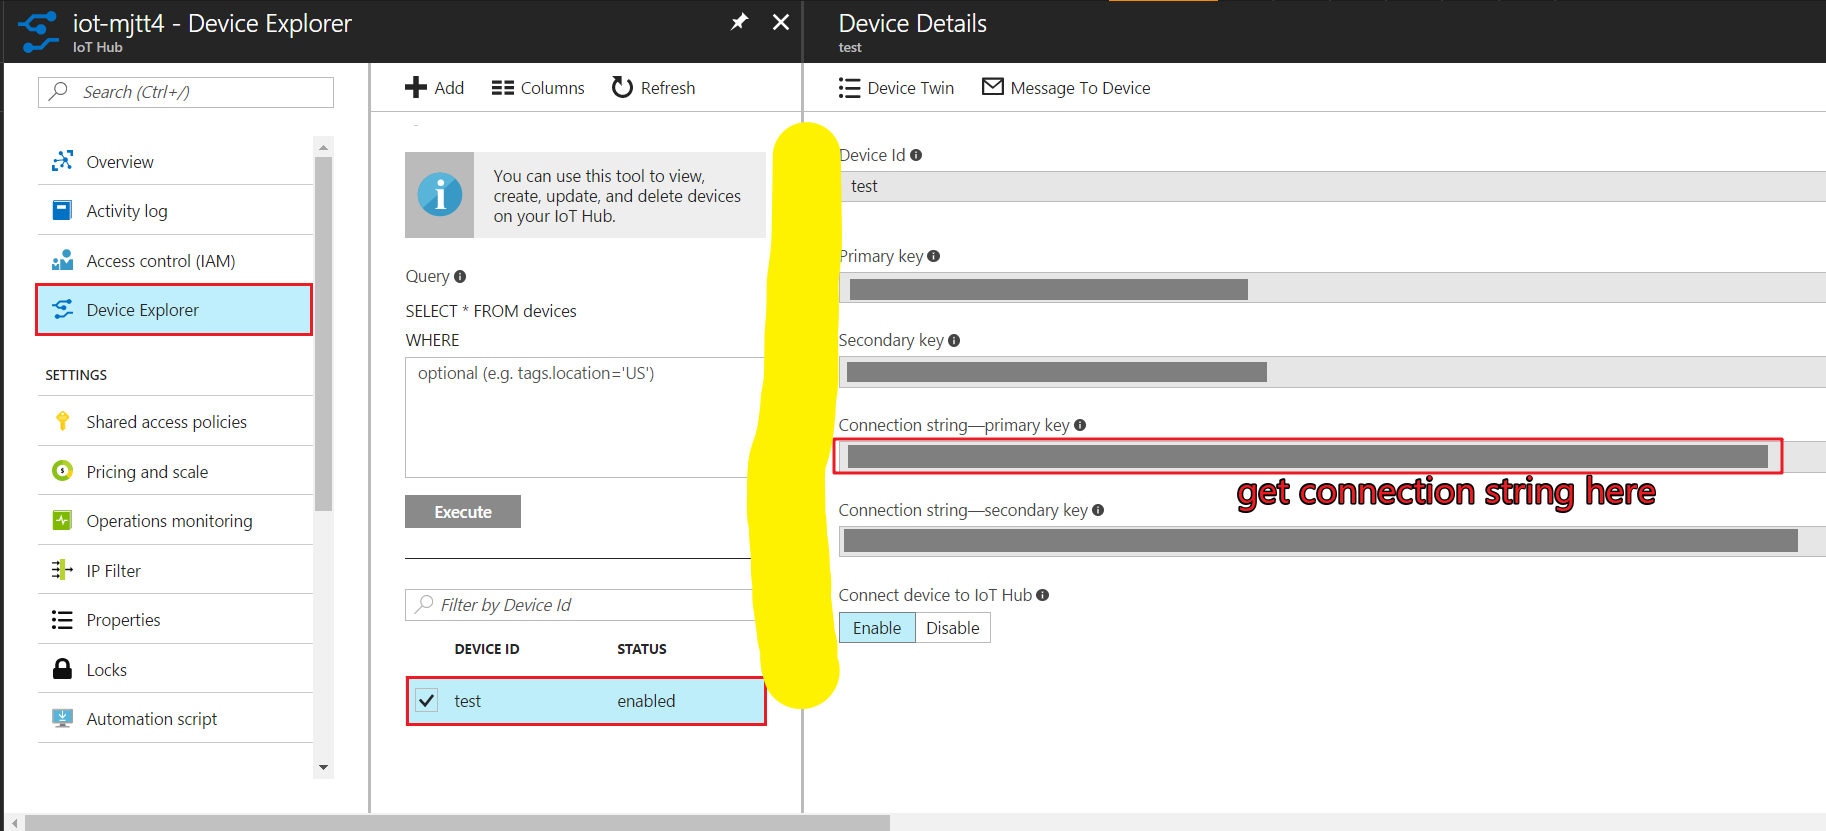 iot-mjtt4 - Device Explorer
IoT Hub
Search (Ctrl+/)
Overview
Activity log
Access control (IAM)
Device Explorer
SETTINGS
Shared access policies
Pricing and scale
Operations monitoring
IP Filter
Properties
Locks
Automation script
Add
Columns
Refresh
You can use this tool to view,
create, update, and delete devices
on your IoT Hub.
Query
SELECT * FROM devices
WHERE
optional (e.g. tags.location='US')
Execute
Filter by Device Id
DEVICE ID STATUS
test enabled
Device Details
test
Device Twin
Message To Device
Device Id
test
Primary key
Secondary key
Connection string—primary key
get connection string here
Connection string—secondary key
Connect device to IoT Hub
Enable Disable